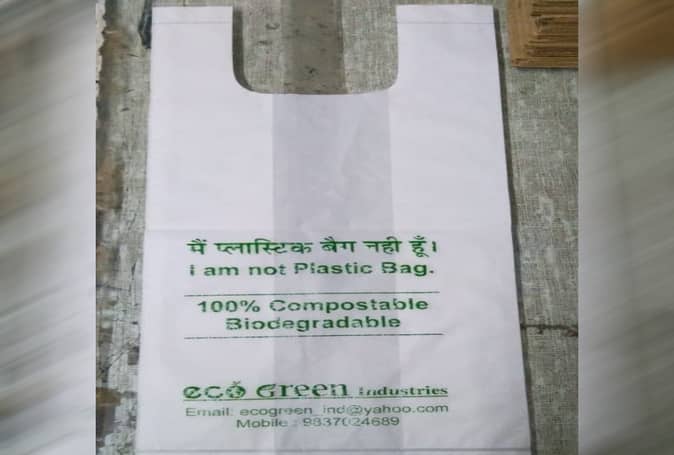 मैं प्लास्टिक बैग नही हूँ।
I am not Plastic Bag.
100% Compostable
Biodegradable
eco Green Industries
Email: ecogreen_ind@yahoo.com
Mobile : 9837024689